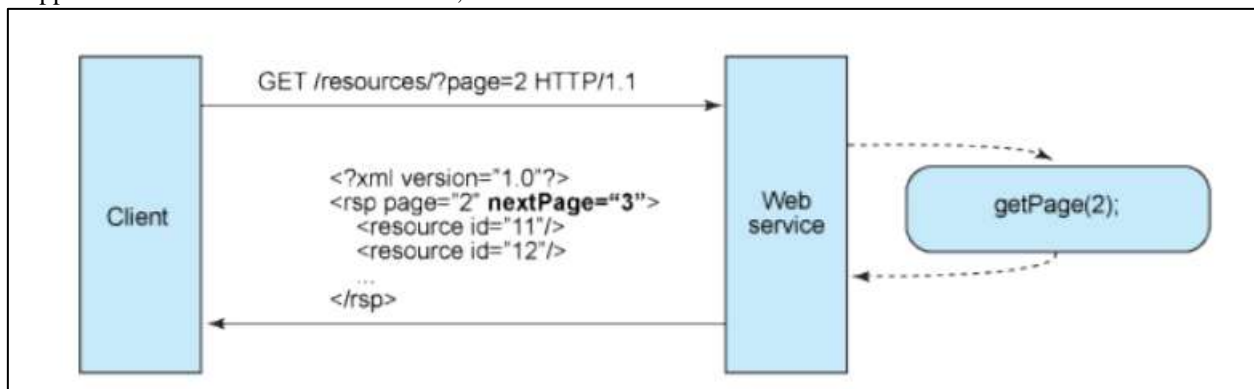 GET /resources/?page=2 HTTP/1.1
<?xml version="1.0"?>
<rsp page="2" nextPage="3">
<resource id="11"/>
<resource id="12"/>
...
</rsp>
Client
Web
service
getPage(2);